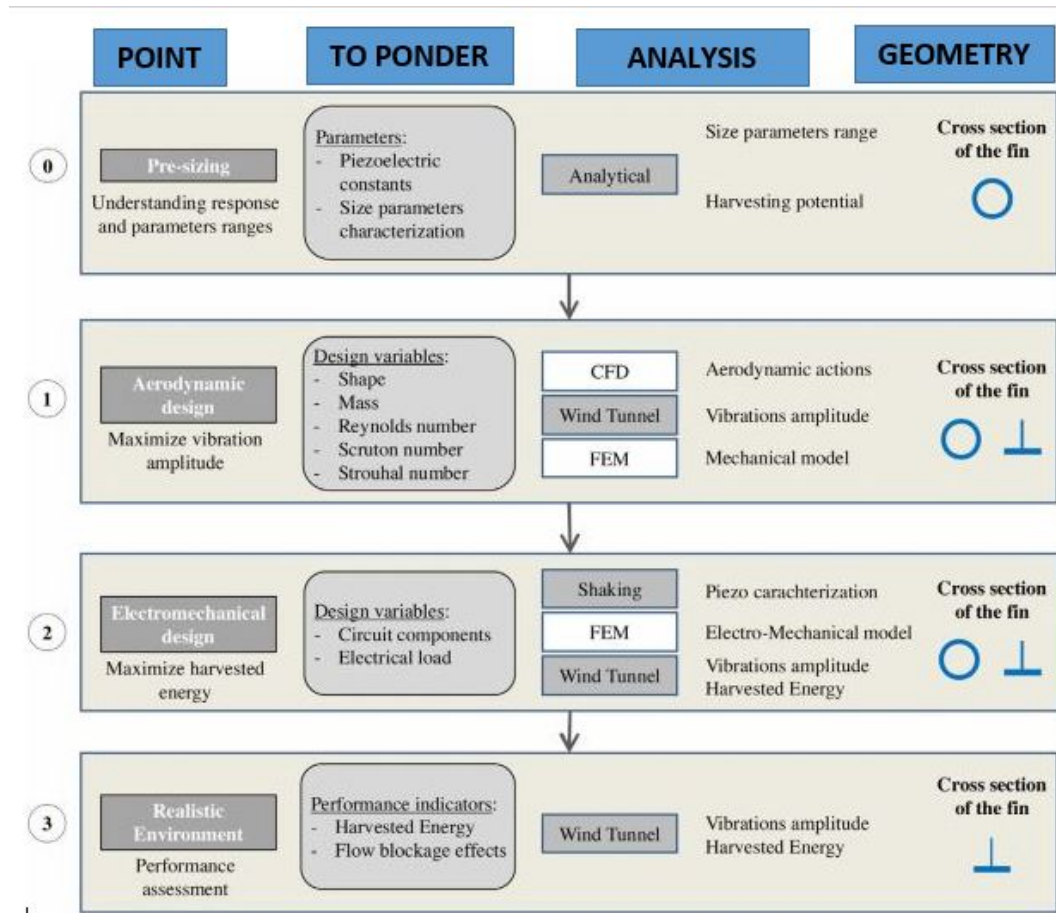 POINT
TO PONDER
ANALYSIS
GEOMETRY
0
Pre-sizing
Understanding response
and parameters ranges
Parameters:
- Piezoelectric
constants
- Size parameters
characterization
Analytical
Size parameters range
Harvesting potential
Cross section
of the fin
1
Aerodynamic
design
Maximize vibration
amplitude
Design variables:
- Shape
- Mass
- Reynolds number
- Scruton number
- Strouhal number
CFD
Aerodynamic actions
Wind Tunnel
Vibrations amplitude
FEM
Mechanical model
Cross section
of the fin
2
Electromechanical
design
Maximize harvested
energy
Design variables:
- Circuit components
- Electrical load
Shaking
Piezo carachterization
FEM
Electro-Mechanical model
Wind Tunnel
Vibrations amplitude
Harvested Energy
Cross section
of the fin
3
Realistic
Environment
Performance
assessment
Performance indicators:
- Harvested Energy
- Flow blockage effects
Wind Tunnel
Vibrations amplitude
Harvested Energy
Cross section
of the fin